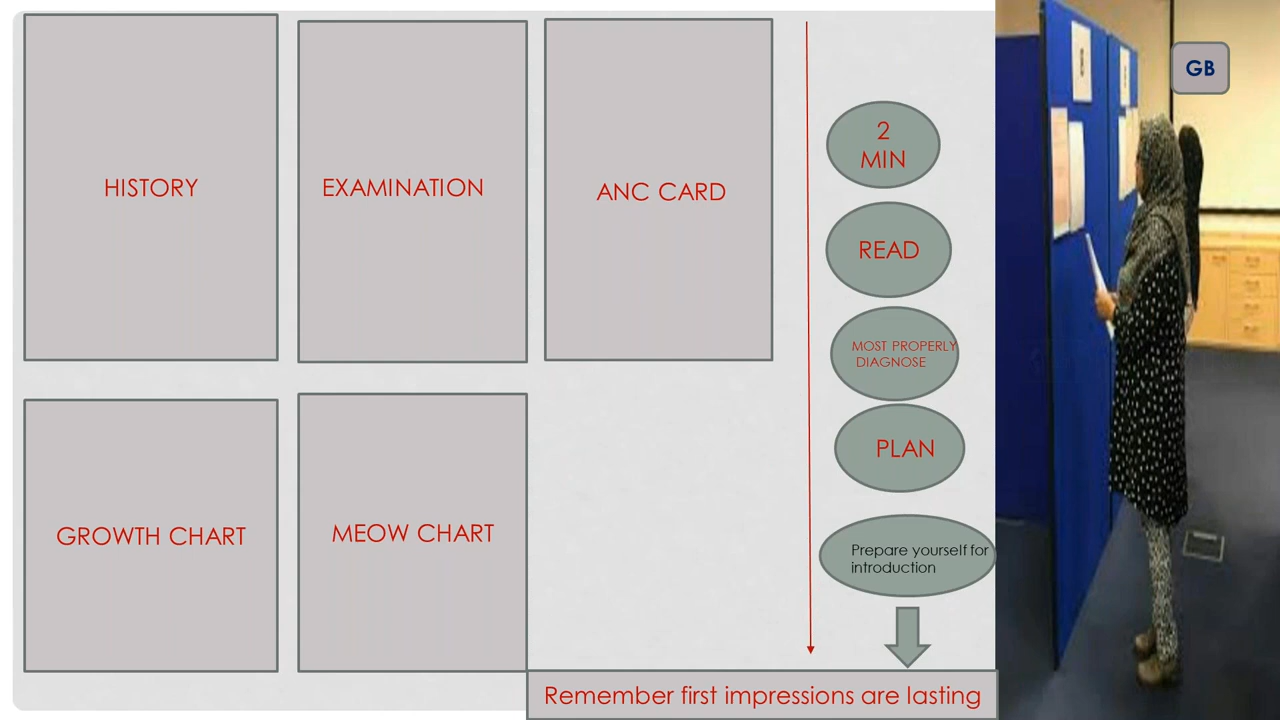 HISTORY
EXAMINATION
ANC CARD
GROWTH CHART
MEOW CHART
2
MIN
READ
MOST PROPERLY
DIAGNOSE
PLAN
Prepare yourself for
introduction
Remember first impressions are lasting
GB